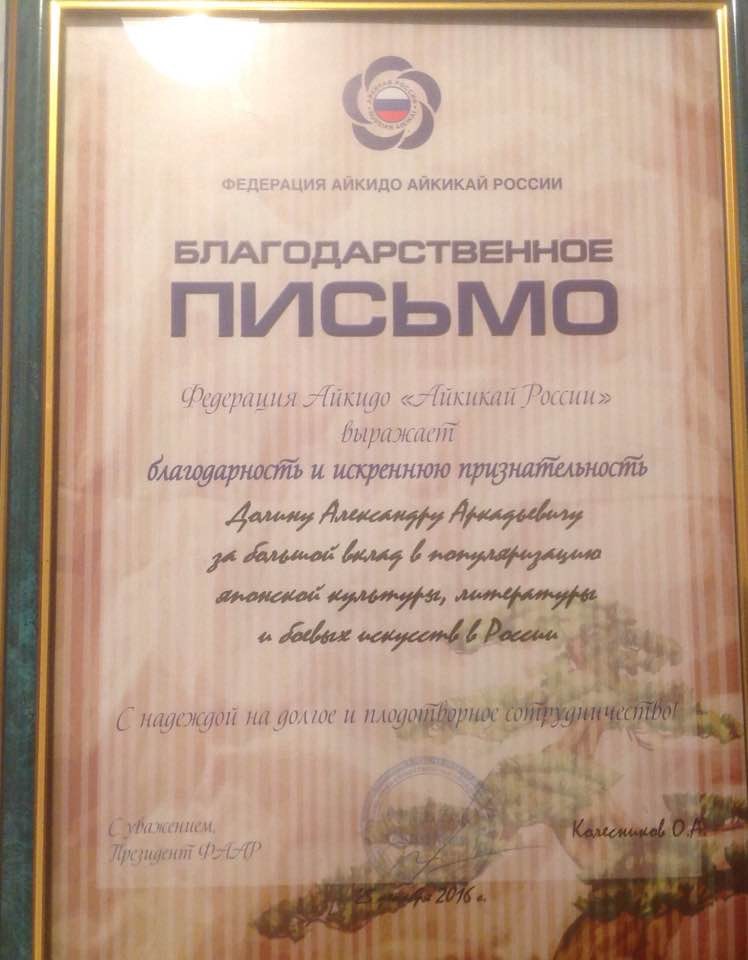 ФЕДЕРАЦИЯ АЙКИДО АЙКИКАЙ РОССИИ
БЛАГОДАРСТВЕННОЕ
ПИСЬМО
Федерация Айкидо «Айкикай России»
выражает
благодарность и искреннюю признательность
Долину Александру Аркадьевичу
за большой вклад в популяризацию
японской культуры, литературы
и боевых искусств в России
С надеждой на долгое и плодотворное сотрудничество!
С уважением,
Президент ФААР
Колесников О.А.
25 2016 г.